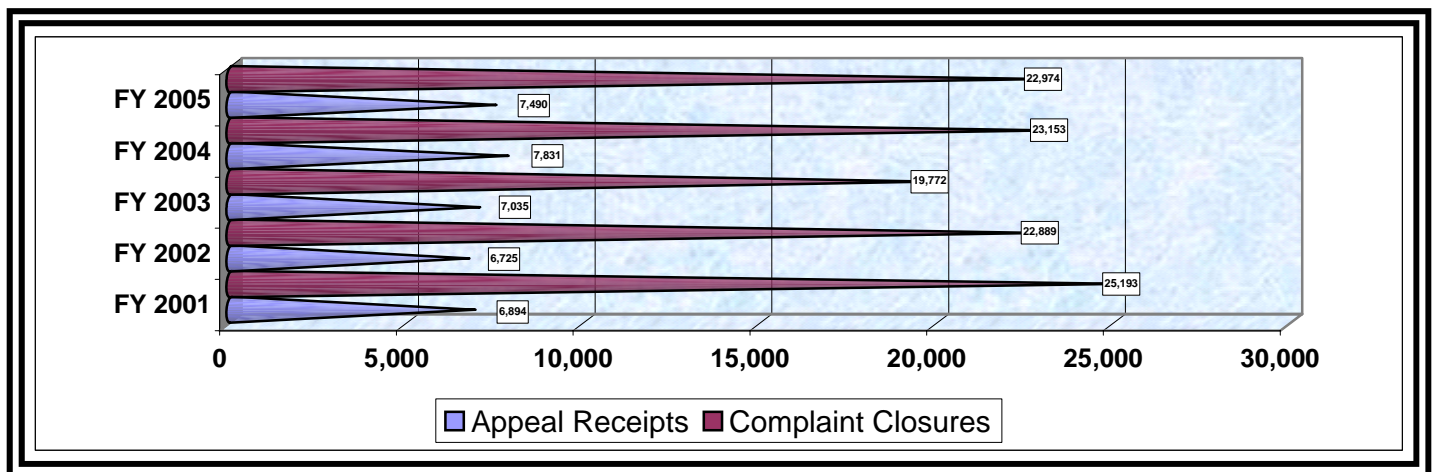 22,974
FY 2005
7,490
23,153
FY 2004
7,831
19,772
FY 2003
7,035
22,889
FY 2002
6,725
25,193
FY 2001
6,894
0 5,000 10,000 15,000 20,000 25,000 30,000
Appeal Receipts Complaint Closures